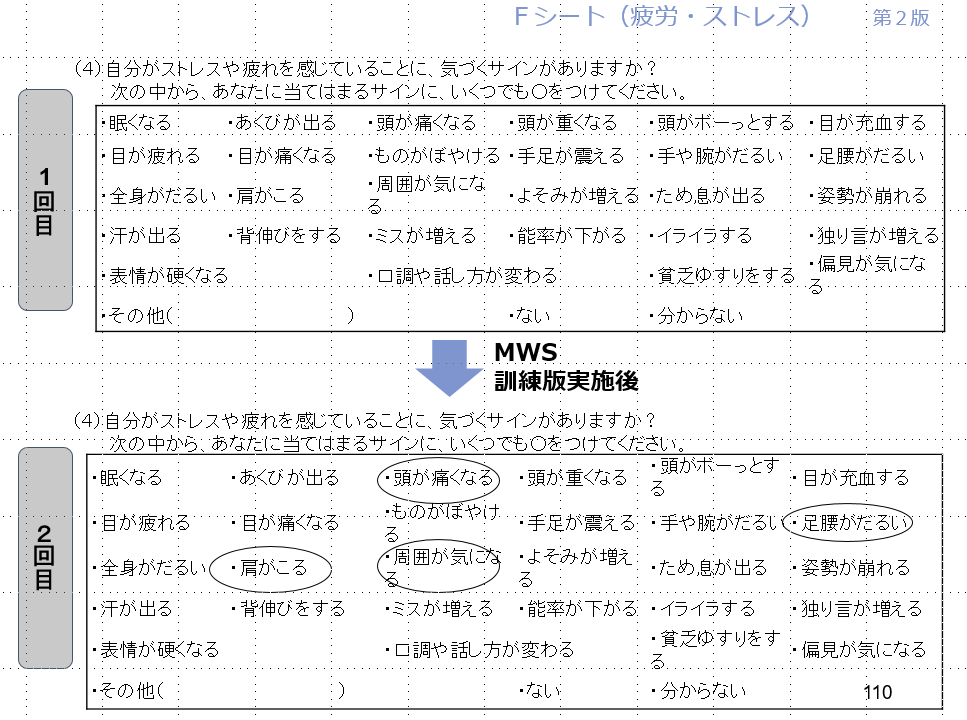 Ｆシート（疲労・ストレス）　第２版
（4）自分がストレスや疲れを感じていることに、気づくサインがありますか？
次の中から、あなたに当てはまるサインに、いくつでも○をつけてください。
1回目
・眠くなる　・あくびが出る　・頭が痛くなる　・頭が重くなる　・頭がボーっとする　・目が充血する
・目が疲れる　・目が痛くなる　・ものがぼやける　・手足が震える　・手や腕がだるい　・足腰がだるい
・全身がだるい　・肩がこる　・周囲が気になる　・よそみが増える　・ため息が出る　・姿勢が崩れる
・汗が出る　・背伸びをする　・ミスが増える　・能率が下がる　・イライラする　・独り言が増える
・表情が硬くなる　・口調や話し方が変わる　・貧乏ゆすりをする　・偏見が気になる
・その他（　　　）　・ない　・分からない
MWS
訓練版実施後
（4）自分がストレスや疲れを感じていることに、気づくサインがありますか？
次の中から、あなたに当てはまるサインに、いくつでも○をつけてください。
2回目
・眠くなる　・あくびが出る　・頭が痛くなる　・頭が重くなる　・頭がボーっとする　・目が充血する
・目が疲れる　・目が痛くなる　・ものがぼやける　・手足が震える　・手や腕がだるい　・足腰がだるい
・全身がだるい　・肩がこる　・周囲が気になる　・よそみが増える　・ため息が出る　・姿勢が崩れる
・汗が出る　・背伸びをする　・ミスが増える　・能率が下がる　・イライラする　・独り言が増える
・表情が硬くなる　・口調や話し方が変わる　・貧乏ゆすりをする　・偏見が気になる
・その他（　　　）　・ない　・分からない
110